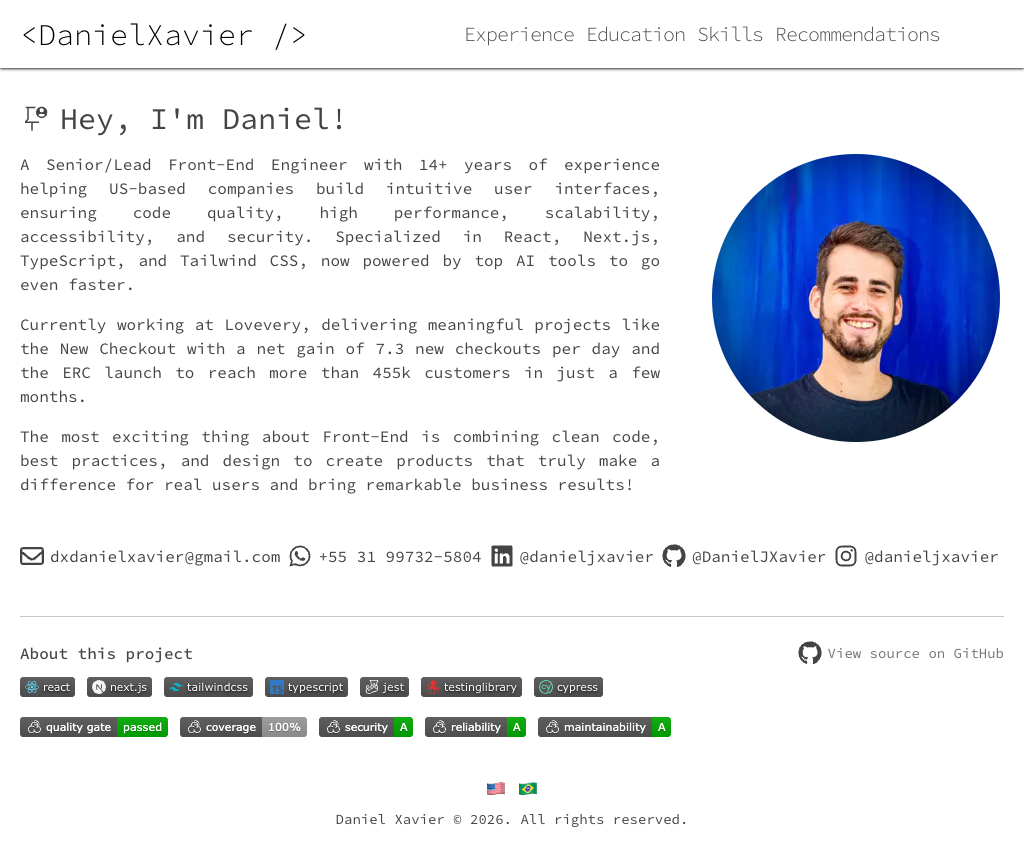 <DanielXavier />
Experience Education Skills Recommendations
Hey, I'm Daniel!
A Senior/Lead Front-End Engineer with 14+ years of experience
helping US-based companies build intuitive user interfaces,
ensuring code quality, high performance, scalability,
accessibility, and security. Specialized in React, Next.js,
TypeScript, and Tailwind CSS, now powered by top AI tools to go
even faster.
Currently working at Lovevery, delivering meaningful projects like
the New Checkout with a net gain of 7.3 new checkouts per day and
the ERC launch to reach more than 455k customers in just a few
months.
The most exciting thing about Front-End is combining clean code,
best practices, and design to create products that truly make a
difference for real users and bring remarkable business results!
dxdanielxavier@gmail.com +55 31 99732-5804 @danieljxavier @DanielJXavier @danieljxavier
About this project
View source on GitHub
react next.js tailwindcss typescript jest testinglibrary cypress
quality gate passed coverage 100% security A reliability A maintainability A
Daniel Xavier © 2026. All rights reserved.